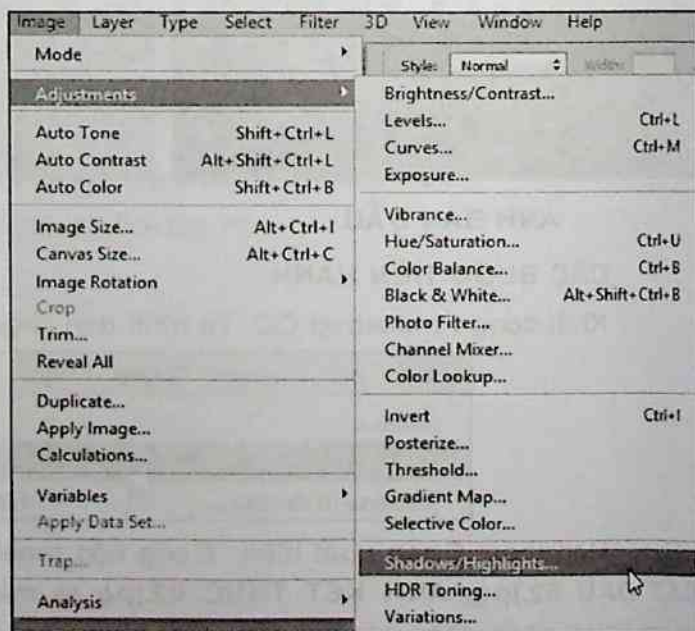 Image Layer Type Select Filter 3D View Window Help
Mode
Style: Normal Width:
Adjustments
Auto Tone Shift+Ctrl+L
Auto Contrast Alt+Shift+Ctrl+L
Auto Color Shift+Ctrl+B
Image Size... Alt+Ctrl+I
Canvas Size... Alt+Ctrl+C
Image Rotation
Crop
Trim...
Reveal All
Duplicate...
Apply Image...
Calculations...
Variables
Apply Data Set...
Trap...
Analysis
Brightness/Contrast...
Levels... Ctrl+L
Curves... Ctrl+M
Exposure...
Vibrance...
Hue/Saturation... Ctrl+U
Color Balance... Ctrl+B
Black & White... Alt+Shift+Ctrl+B
Photo Filter...
Channel Mixer...
Color Lookup...
Invert Ctrl+I
Posterize...
Threshold...
Gradient Map...
Selective Color...
Shadows/Highlights...
HDR Toning...
Variations...